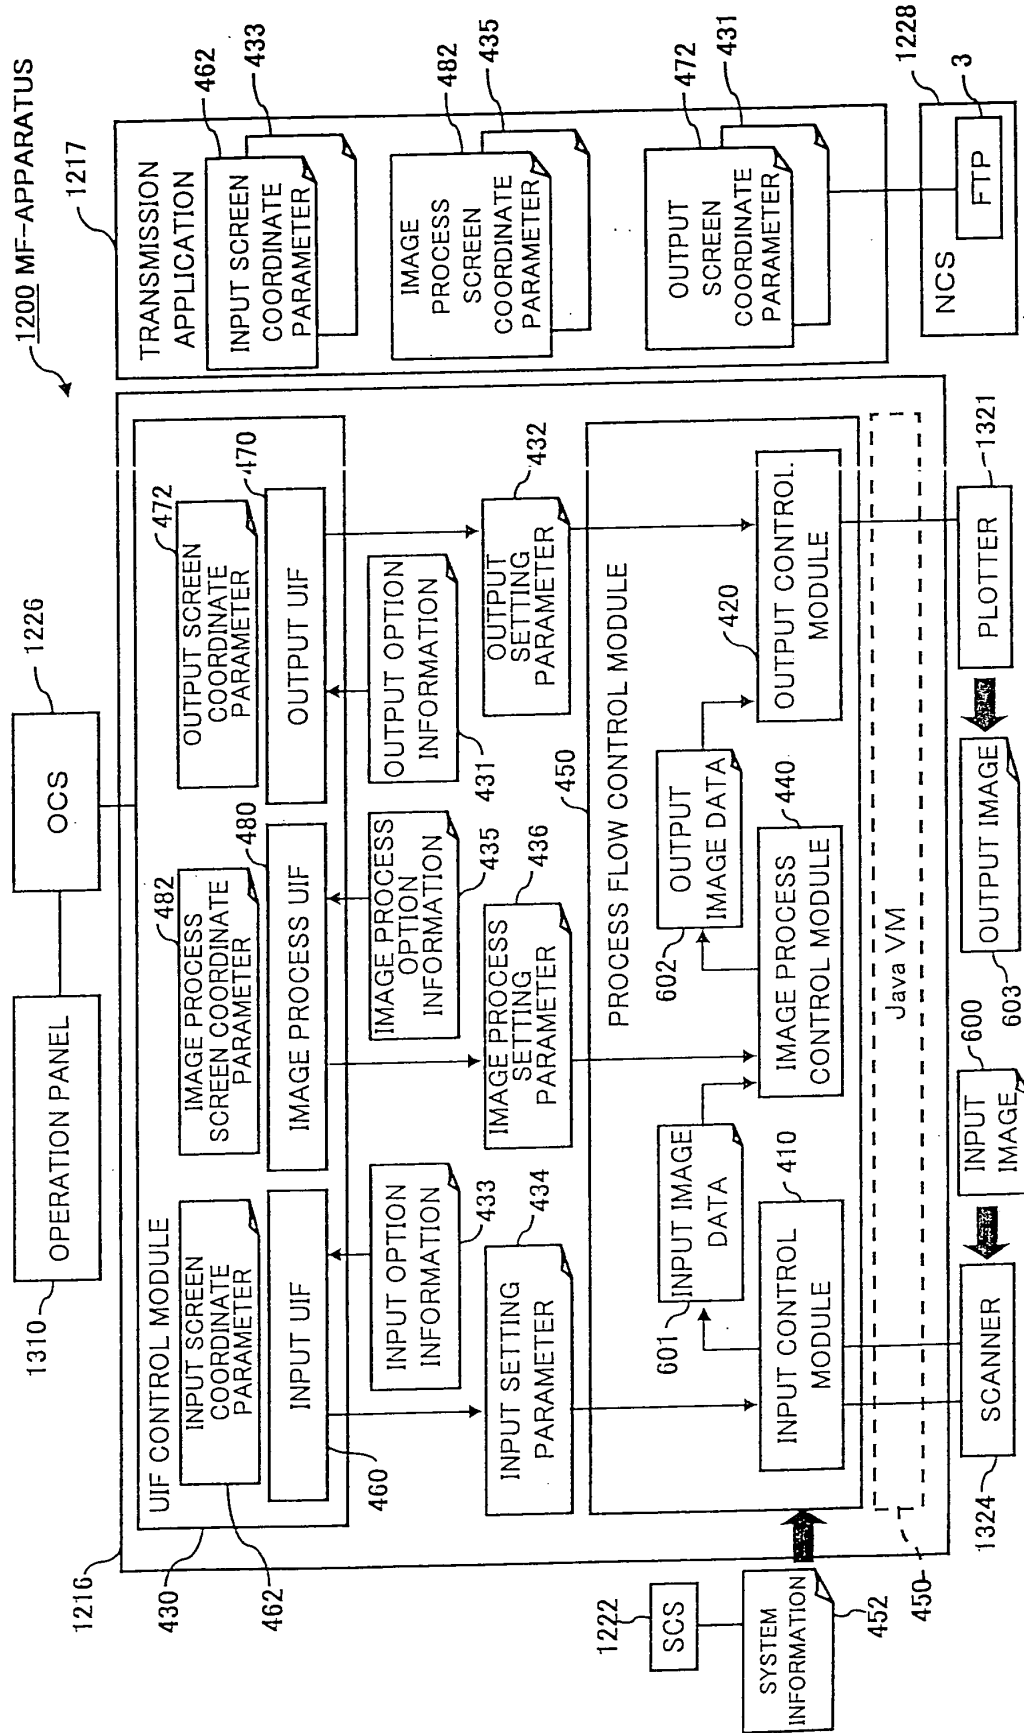 1200 MF-APPARATUS
1310
OPERATION PANEL
OCS
1226
1216
430
462
UIF CONTROL MODULE
INPUT SCREEN
COORDINATE
PARAMETER
482
IMAGE PROCESS
SCREEN COORDINATE
PARAMETER
472
OUTPUT SCREEN
COORDINATE
PARAMETER
INPUT UIF
460
IMAGE PROCESS UIF
480
OUTPUT UIF
470
INPUT OPTION
INFORMATION
433
IMAGE PROCESS
OPTION
INFORMATION
435
OUTPUT OPTION
INFORMATION
431
INPUT SETTING
PARAMETER
434
IMAGE PROCESS
SETTING
PARAMETER
436
OUTPUT
SETTING
PARAMETER
432
450
PROCESS FLOW CONTROL MODULE
601
INPUT IMAGE
DATA
602
OUTPUT
IMAGE DATA
420
INPUT CONTROL
MODULE
410
IMAGE PROCESS
CONTROL MODULE
440
OUTPUT CONTROL
MODULE
Java VM
450
1222
SCS
SYSTEM
INFORMATION
452
1324
SCANNER
INPUT
IMAGE
600
OUTPUT IMAGE
603
PLOTTER
1321
1217
TRANSMISSION
APPLICATION
INPUT SCREEN
COORDINATE
PARAMETER
462
433
IMAGE
PROCESS
SCREEN
COORDINATE
PARAMETER
482
435
OUTPUT
SCREEN
COORDINATE
PARAMETER
472
431
NCS
1228
FTP
3